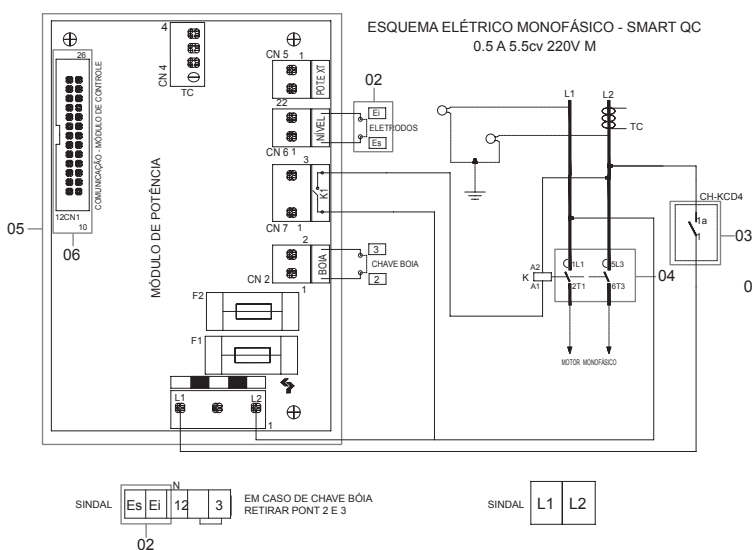 ESQUEMA ELÉTRICO MONOFÁSICO - SMART QC
0.5 A 5.5cv 220V M
4
CN 4
TC
26
COMUNICAÇÃO - MÓDULO DE CONTROLE
12CN1
10
06
05
MÓDULO DE POTÊNCIA
CN 5
1
POT.EXT
22
CN 6
1
NÍVEL
02
Ei
ELETRODOS
Es
3
K1
CN 7
1
2
CN 2
BOIA
1
3
CHAVE BOIA
2
F2
F1
L1
L2
1
L1
L2
TC
CH-KCD4
1a
1
03
0
A2
K
A1
1L1
5L3
2T1
6T3
04
MOTOR MONOFÁSICO
SINDAL
N
Es
Ei
12
3
EM CASO DE CHAVE BÓIA
RETIRAR PONT 2 E 3
02
SINDAL
L1
L2